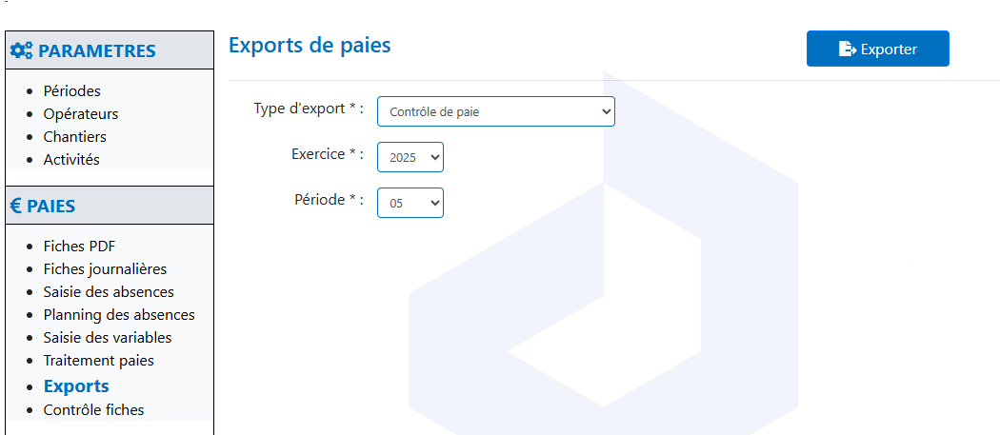 PARAMETRES
Périodes
Opérateurs
Chantiers
Activités
€ PAIES
Fiches PDF
Fiches journalières
Saisie des absences
Planning des absences
Saisie des variables
Traitement paies
Exports
Contrôle fiches
Exports de paies
Exporter
Type d'export * : Contrôle de paie
Exercice * : 2025
Période * : 05